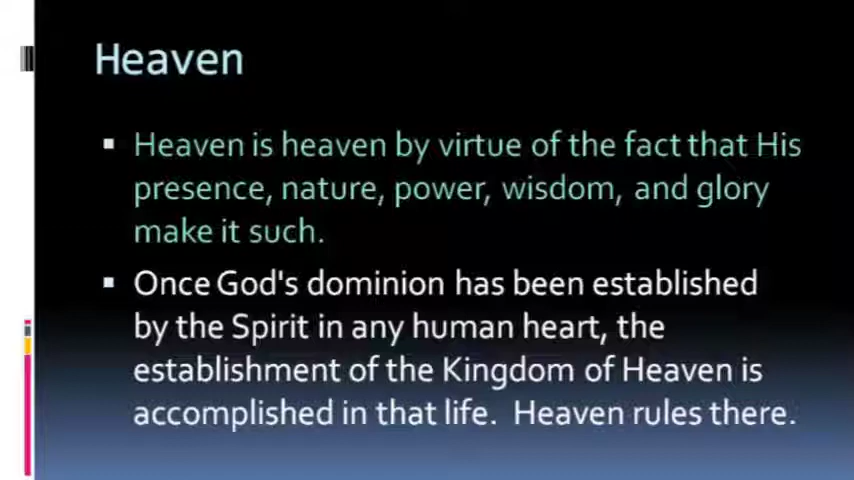 Heaven
Heaven is heaven by virtue of the fact that His
presence, nature, power, wisdom, and glory
make it such.
Once God's dominion has been established
by the Spirit in any human heart, the
establishment of the Kingdom of Heaven is
accomplished in that life.  Heaven rules there.